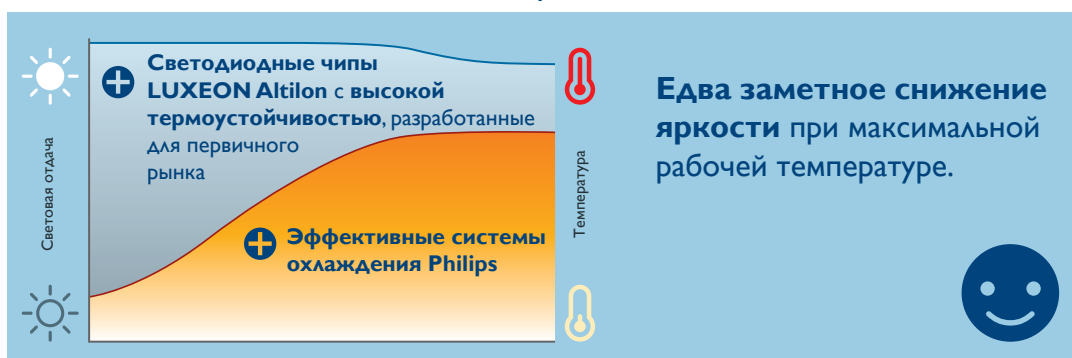 Световая отдача
Светодиодные чипы
LUXEON Altilon с высокой
термоустойчивостью, разработанные
для первичного
рынка
Эффективные системы
охлаждения Philips
Температура
Едва заметное снижение
яркости при максимальной
рабочей температуре.